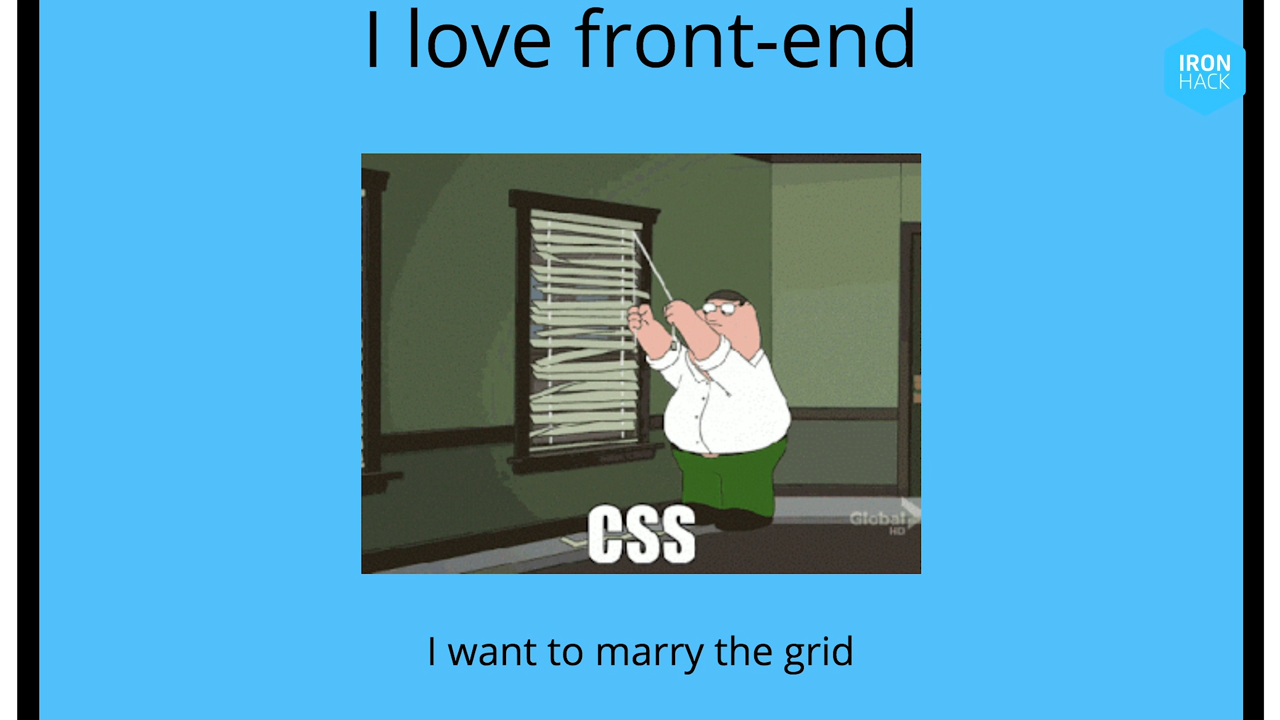 I love front-end
IRON
HACK
CSS
Global
HD
I want to marry the grid